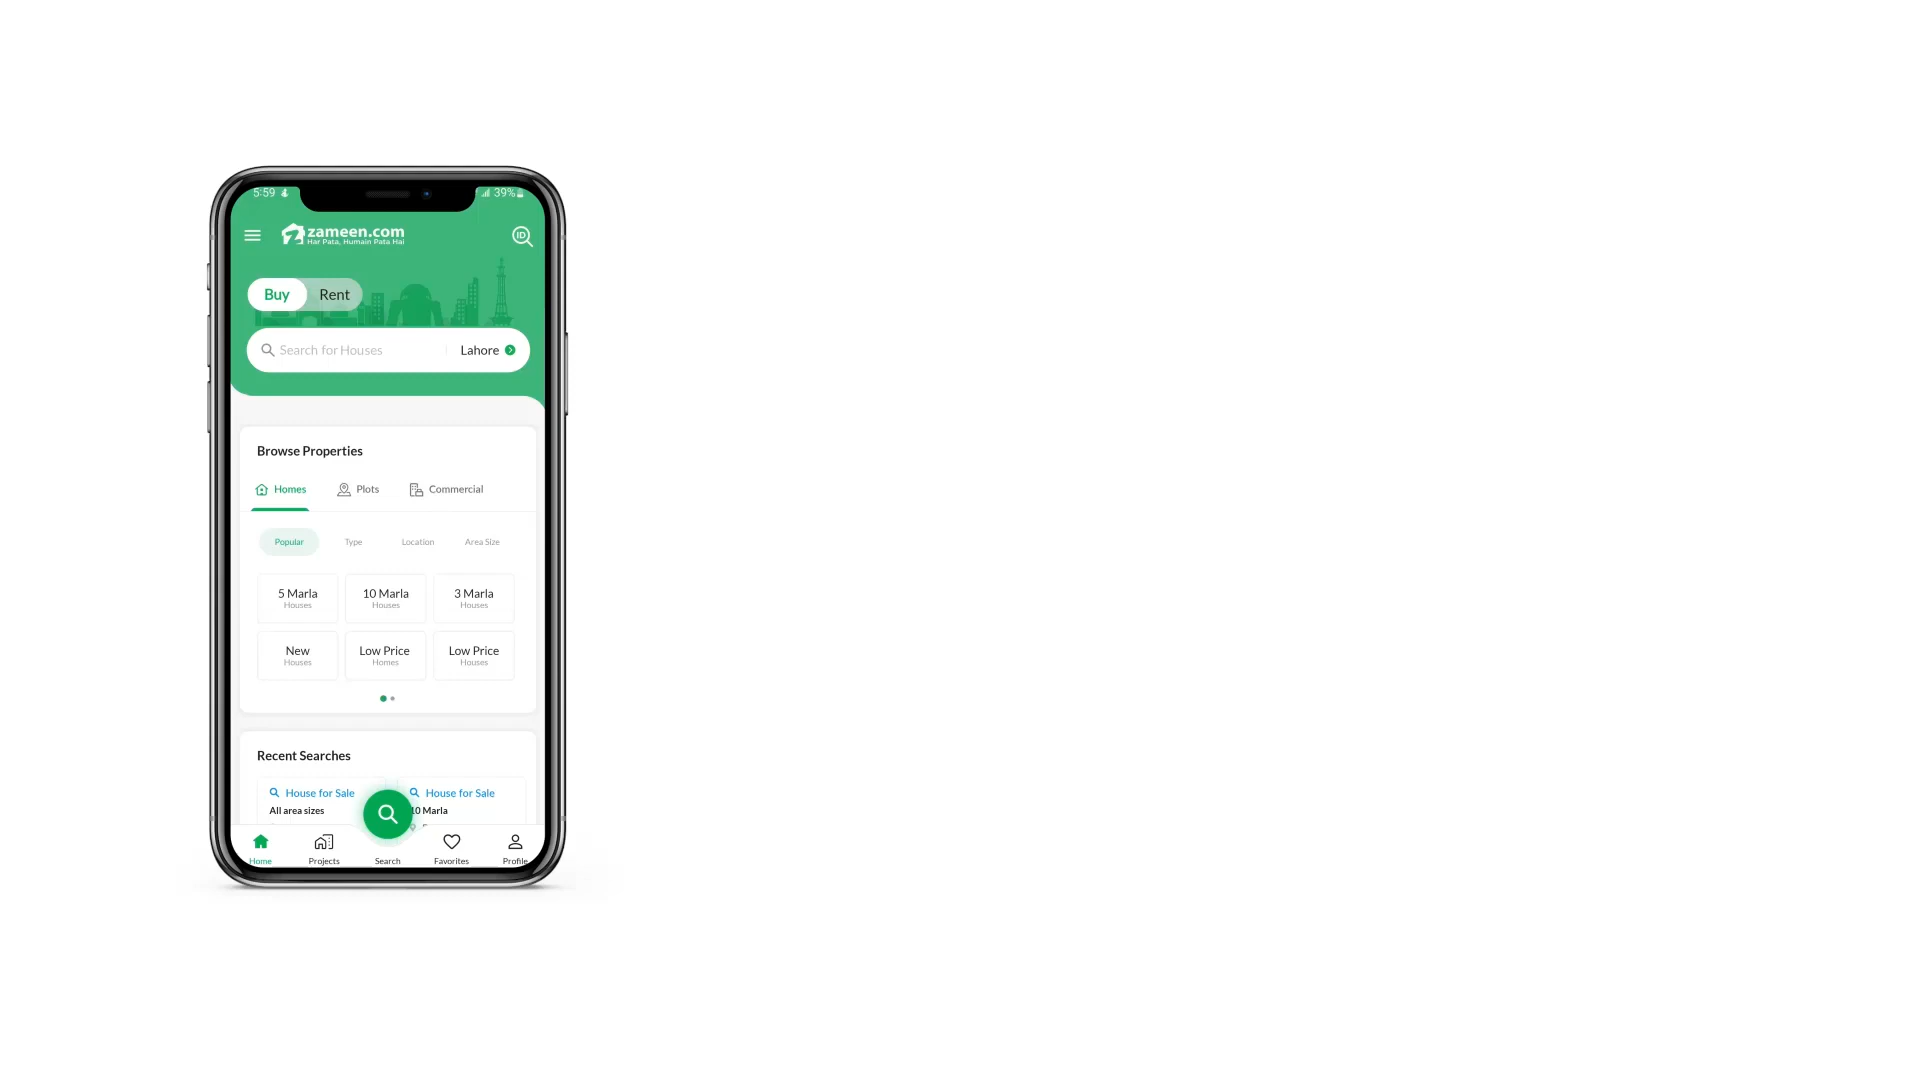 5:59 39%
zameen.com
Har Pata, Humain Pata Hai
ID
Buy Rent
Search for Houses Lahore
Browse Properties
Homes Plots Commercial
Popular Type Location Area Size
5 Marla 10 Marla 3 Marla
Houses Houses Houses
New Low Price Low Price
Houses Homes Houses
Recent Searches
House for Sale House for Sale
All area sizes 10 Marla
Home Projects Search Favorites Profile